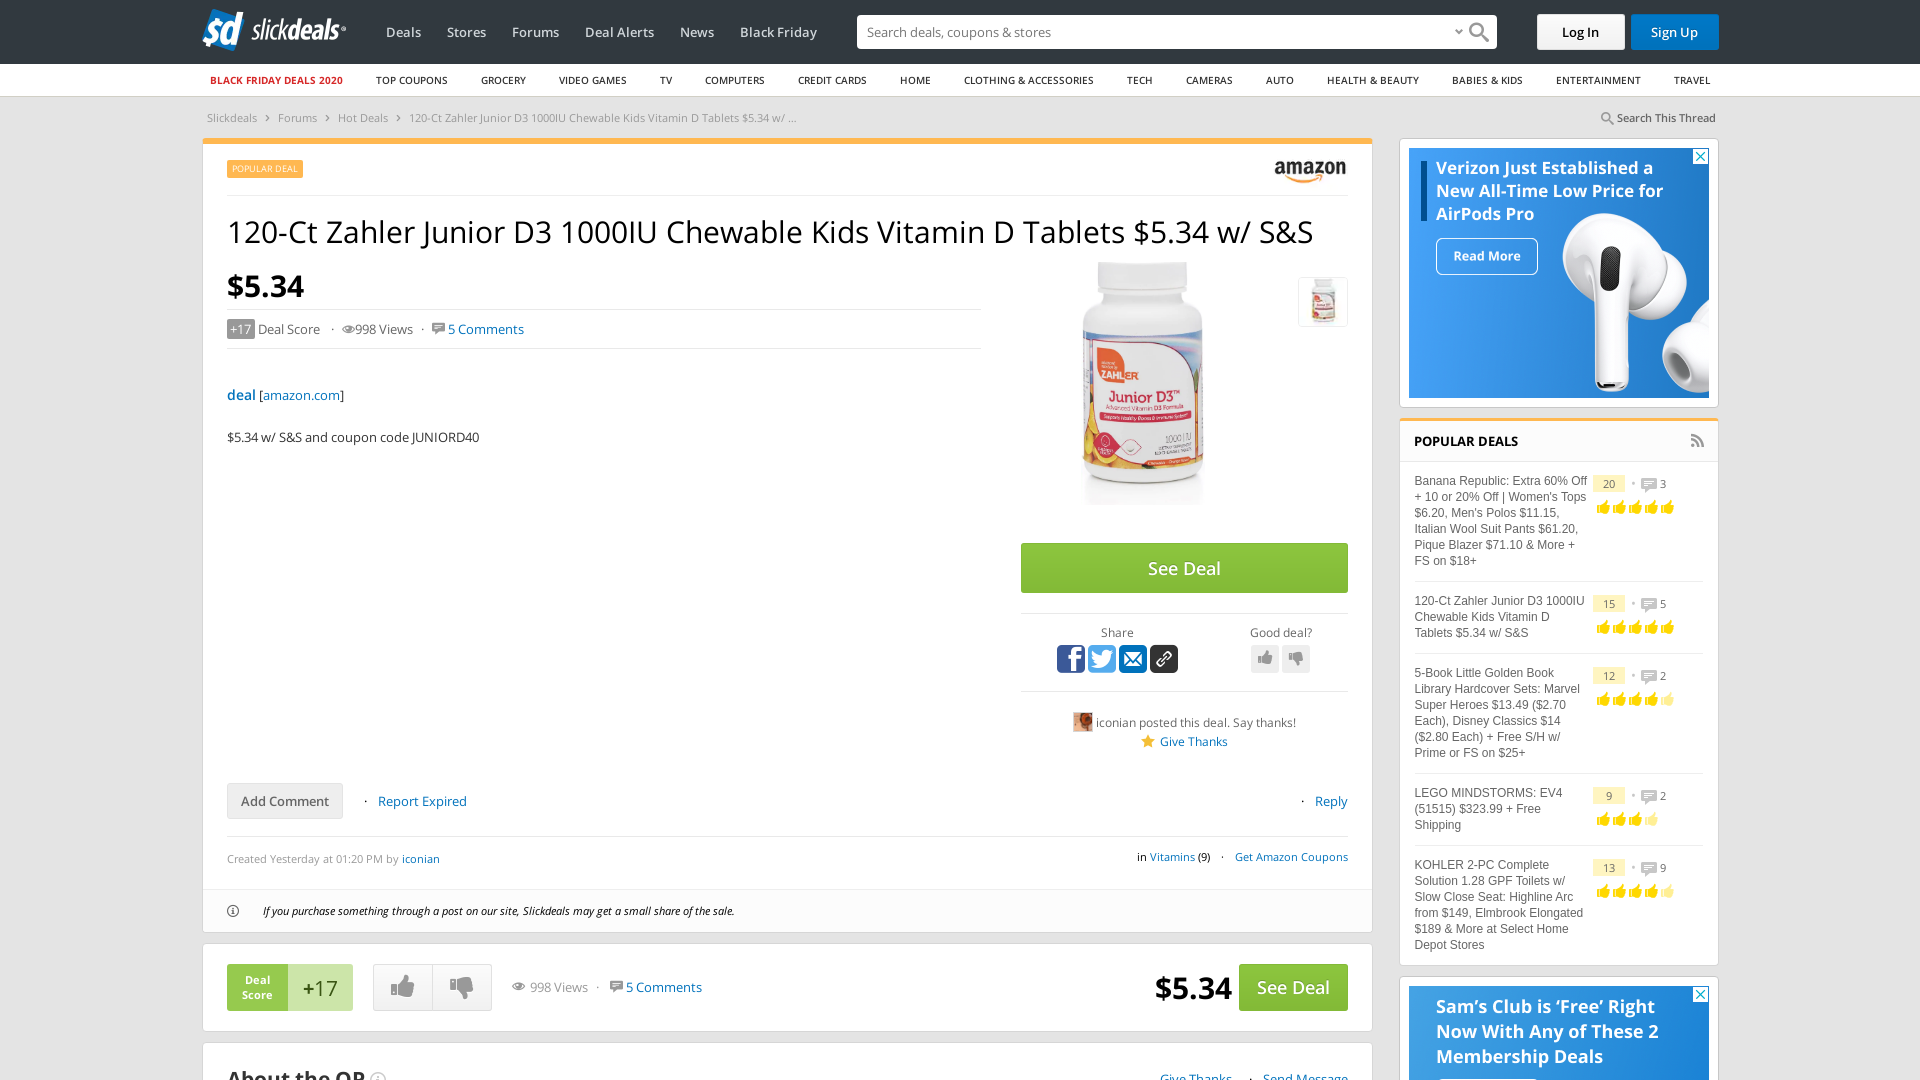 sd slickdeals
Deals Stores Forums Deal Alerts News Black Friday
Search deals, coupons & shops
Log In
Sign Up
BLACK FRIDAY DEALS 2020 TOP COUPONS GROCERY VIDEO GAMES TV COMPUTERS CREDIT CARDS HOME CLOTHING & ACCESSORIES TECH CAMERAS AUTO HEALTH & BEAUTY BABIES & KIDS ENTERTAINMENT TRAVEL
Slickdeals › Forums › Hot Deals › 120-Ct Zahler Junior D3 1000IU Chewable Kids Vitamin D Tablets $5.34 w/ ...
Search This Thread
POPULAR DEAL
amazon
120-Ct Zahler Junior D3 1000IU Chewable Kids Vitamin D Tablets $5.34 w/ S&S
$5.34
+17 Deal Score · 998 Views · 5 Comments
deal [amazon.com]
$5.34 w/ S&S and coupon code JUNIORD40
ZAHLER
Junior D3™
Advanced Vitamin D3 Formula
1000 IU
See Deal
Share
Good deal?
iconian posted this deal. Say thanks!
Give Thanks
Add Comment
· Report Expired
· Reply
Created Yesterday at 01:20 PM by iconian
in Vitamins (9) · Get Amazon Coupons
If you purchase something through a post on our site, Slickdeals may get a small share of the sale.
Deal
Score
+17
998 Views · 5 Comments
$5.34
See Deal
About the OP
Give Thanks · Send Message
Verizon Just Established a
New All-Time Low Price for
AirPods Pro
Read More
POPULAR DEALS
Banana Republic: Extra 60% Off
+ 10 or 20% Off | Women's Tops
$6.20, Men's Polos $11.15,
Italian Wool Suit Pants $61.20,
Pique Blazer $71.10 & More +
FS on $18+
20 • 3
120-Ct Zahler Junior D3 1000IU
Chewable Kids Vitamin D
Tablets $5.34 w/ S&S
15 • 5
5-Book Little Golden Book
Library Hardcover Sets: Marvel
Super Heroes $13.49 ($2.70
Each), Disney Classics $14
($2.80 Each) + Free S/H w/
Prime or FS on $25+
12 • 2
LEGO MINDSTORMS: EV4
(51515) $323.99 + Free
Shipping
9 • 2
KOHLER 2-PC Complete
Solution 1.28 GPF Toilets w/
Slow Close Seat: Highline Arc
from $149, Elmbrook Elongated
$189 & More at Select Home
Depot Stores
13 • 9
Sam's Club is 'Free' Right
Now With Any of These 2
Membership Deals